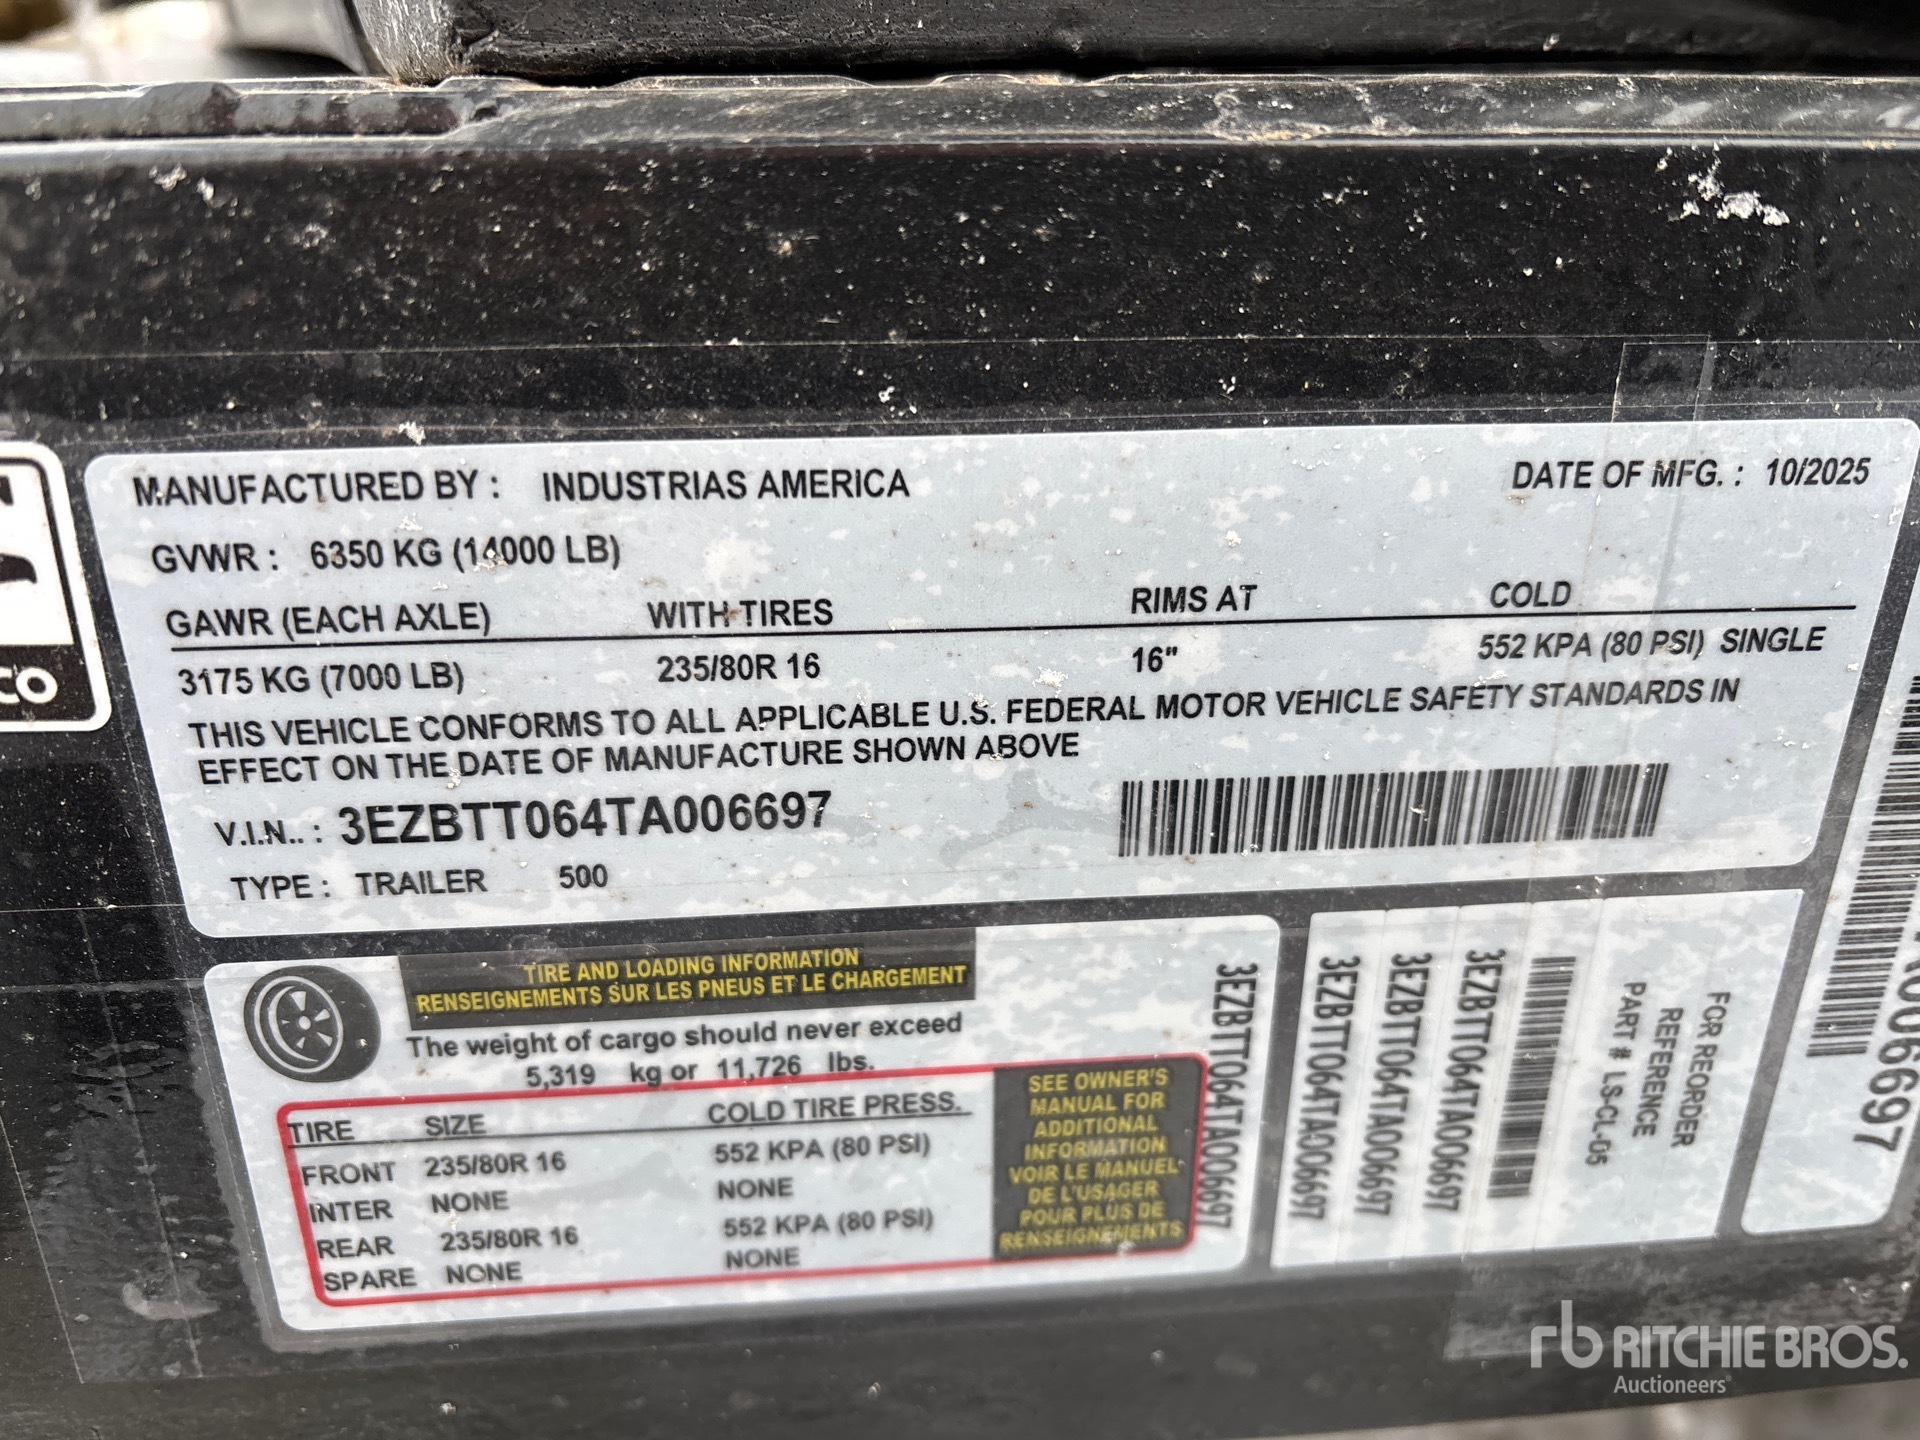 CO
MANUFACTURED BY : INDUSTRIAS AMERICA DATE OF MFG. : 10/2025
GVWR : 6350 KG (14000 LB)
GAWR (EACH AXLE) WITH TIRES RIMS AT COLD
3175 KG (7000 LB) 235/80R 16 16" 552 KPA (80 PSI) SINGLE
THIS VEHICLE CONFORMS TO ALL APPLICABLE U.S. FEDERAL MOTOR VEHICLE SAFETY STANDARDS IN
EFFECT ON THE DATE OF MANUFACTURE SHOWN ABOVE
V.I.N.. : 3EZBTT064TA006697
TYPE : TRAILER 500
TIRE AND LOADING INFORMATION
RENSEIGNEMENTS SUR LES PNEUS ET LE CHARGEMENT
The weight of cargo should never exceed
5,319 kg or 11,726 lbs.
TIRE SIZE COLD TIRE PRESS.
FRONT 235/80R 16 552 KPA (80 PSI)
INTER NONE NONE
REAR 235/80R 16 552 KPA (80 PSI)
SPARE NONE NONE
SEE OWNER'S
MANUAL FOR
ADDITIONAL
INFORMATION
VOIR LE MANUEL
DE L'USAGER
POUR PLUS DE
RENSEIGNEMENTS
3EZBTT064TA006697
3EZBTT064TA006697
3EZBTT064TA006697
3EZBTT064TA006697
FOR REORDER
REFERENCE
PART # LS-CL-05
A006697
rb RITCHIE BROS.
Auctioneers